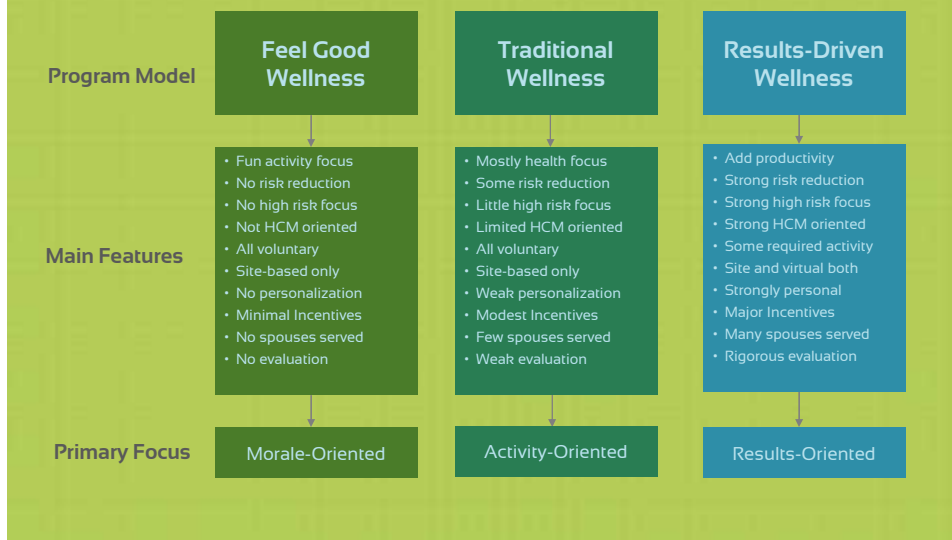 Program Model
Feel Good
Wellness
Traditional
Wellness
Results-Driven
Wellness
Main Features
• Fun activity focus
• No risk reduction
• No high risk focus
• Not HCM oriented
• All voluntary
• Site-based only
• No personalization
• Minimal Incentives
• No spouses served
• No evaluation
• Mostly health focus
• Some risk reduction
• Little high risk focus
• Limited HCM oriented
• All voluntary
• Site-based only
• Weak personalization
• Modest Incentives
• Few spouses served
• Weak evaluation
• Add productivity
• Strong risk reduction
• Strong high risk focus
• Strong HCM oriented
• Some required activity
• Site and virtual both
• Strongly personal
• Major Incentives
• Many spouses served
• Rigorous evaluation
Primary Focus
Morale-Oriented
Activity-Oriented
Results-Oriented